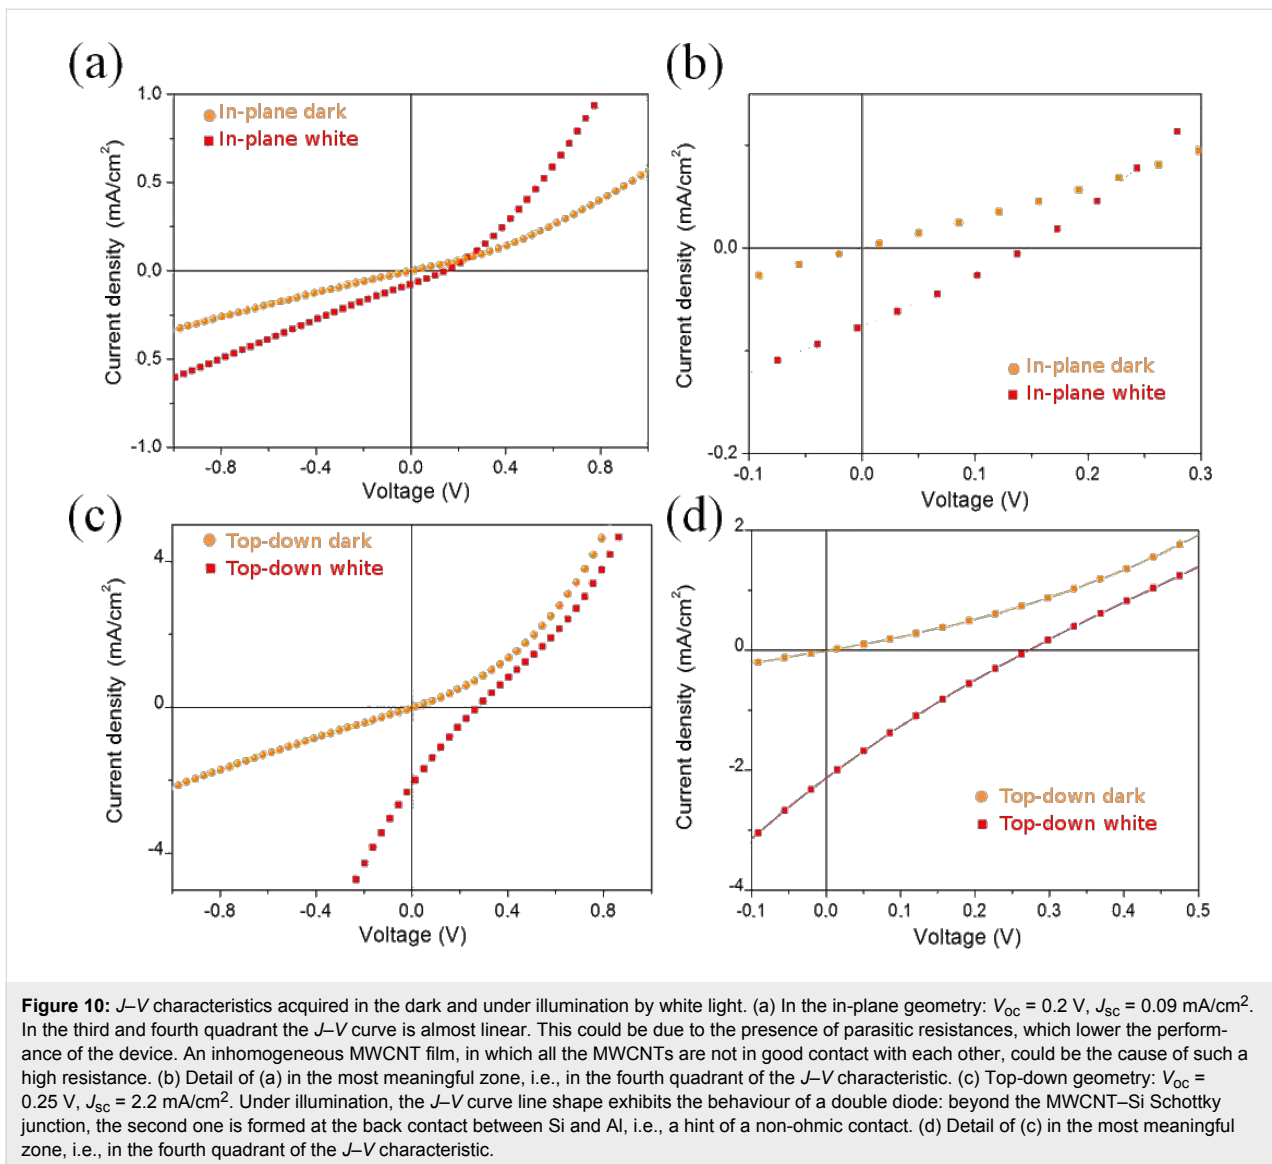 (a)
In-plane dark
In-plane white
1.0
0.5
0.0
0.5
-1.0
-0.8
-0.4
0.0
0.4
0.8
Current density (mA/cm²)
Voltage (V)
(b)
0.0
-0.2
-0.1
0.0
0.1
0.2
0.3
In-plane dark
In-plane white
Current density (mA/cm²)
Voltage (V)
(c)
Top-down dark
Top-down white
4
0
-4
-0.8
-0.4
0.0
0.4
0.8
Current density (mA/cm²)
Voltage (V)
(d)
2
0
-2
-4
-0.1
0.0
0.1
0.2
0.3
0.4
0.5
Top-down dark
Top-down white
Current density (mA/cm²)
Voltage (V)
Figure 10: J–V characteristics acquired in the dark and under illumination by white light. (a) In the in-plane geometry: Voc = 0.2 V, Jsc = 0.09 mA/cm².
In the third and fourth quadrant the J–V curve is almost linear. This could be due to the presence of parasitic resistances, which lower the perform-
ance of the device. An inhomogeneous MWCNT film, in which all the MWCNTs are not in good contact with each other, could be the cause of such a
high resistance. (b) Detail of (a) in the most meaningful zone, i.e., in the fourth quadrant of the J–V characteristic. (c) Top-down geometry: Voc =
0.25 V, Jsc = 2.2 mA/cm². Under illumination, the J–V curve line shape exhibits the behaviour of a double diode: beyond the MWCNT–Si Schottky
junction, the second one is formed at the back contact between Si and Al, i.e., a hint of a non-ohmic contact. (d) Detail of (c) in the most meaningful
zone, i.e., in the fourth quadrant of the J–V characteristic.